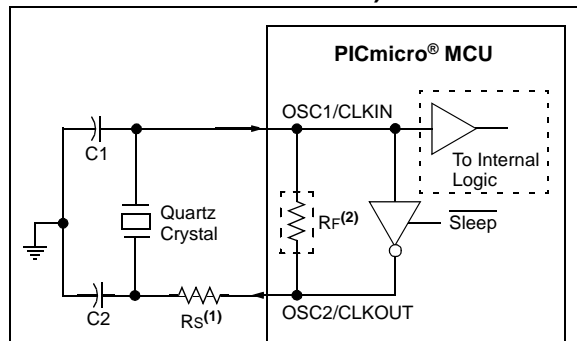 PICmicro® MCU
OSC1/CLKIN
C1
To Internal
Logic
Quartz
Crystal
RF(2)
Sleep
C2
RS(1)
OSC2/CLKOUT